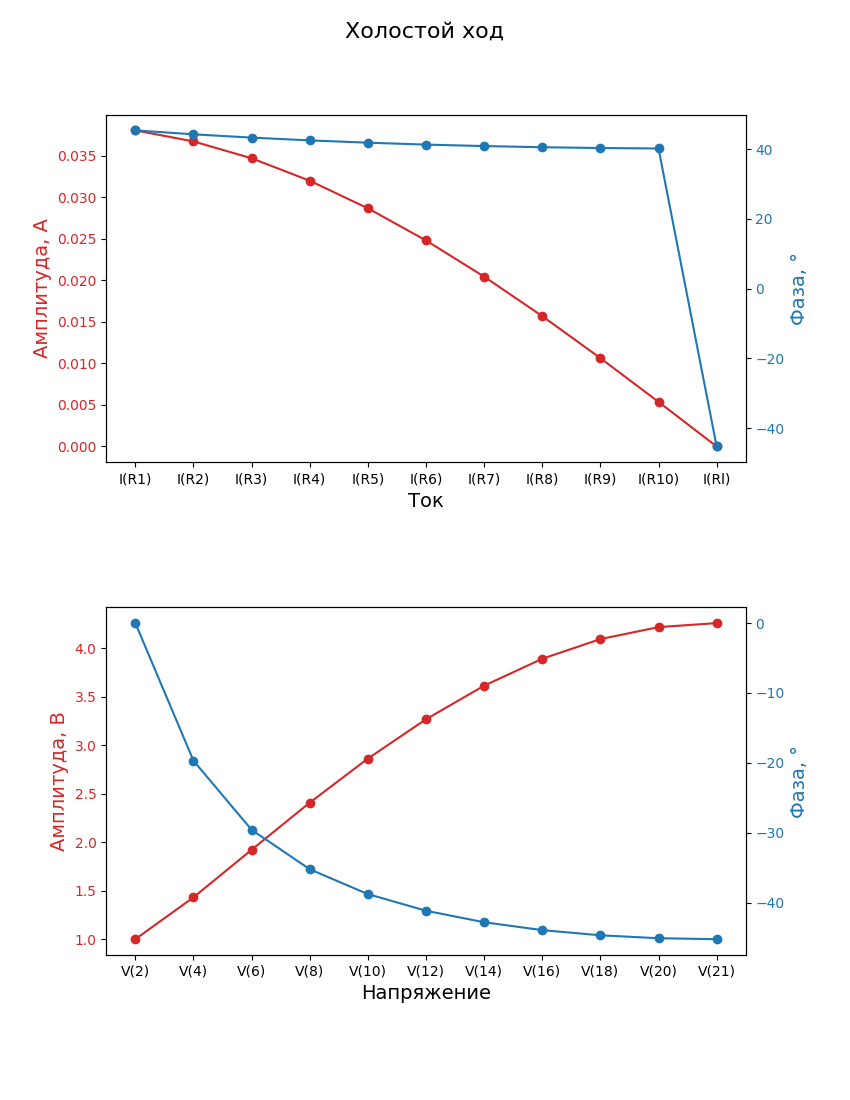 Холостой ход
Амплитуда, А
0.035
0.030
0.025
0.020
0.015
0.010
0.005
0.000
40
20
0
−20
−40
Фаза, °
I(R1) I(R2) I(R3) I(R4) I(R5) I(R6) I(R7) I(R8) I(R9) I(R10) I(Rl)
Ток
Амплитуда, В
4.0
3.5
3.0
2.5
2.0
1.5
1.0
0
−10
−20
−30
−40
Фаза, °
V(2) V(4) V(6) V(8) V(10) V(12) V(14) V(16) V(18) V(20) V(21)
Напряжение